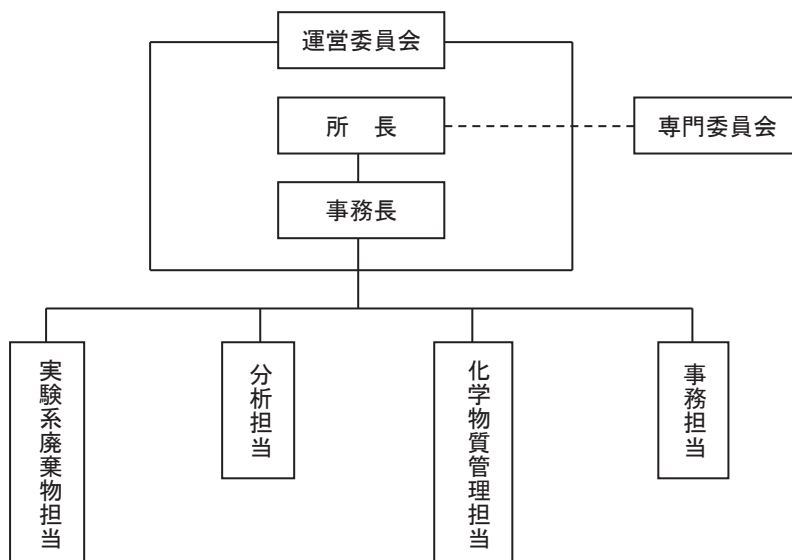 運営委員会
所　長
専門委員会
事務長
実験系廃棄物担当
分析担当
化学物質管理担当
事務担当